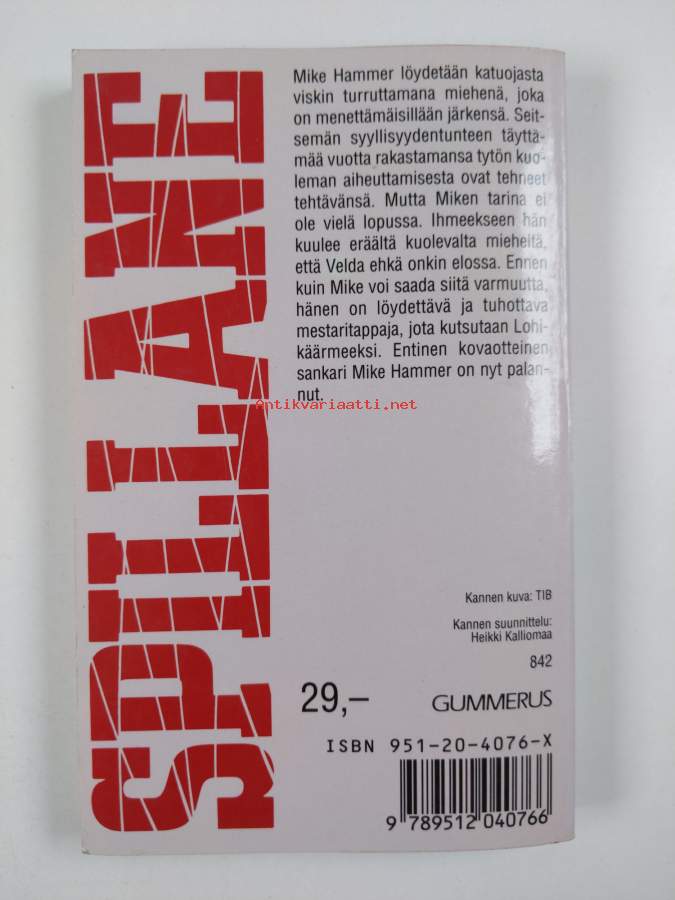 SPILLANE
Mike Hammer löydetään katuojasta
viskin turruttamana miehenä, joka
on menettämäisillään järkensä. Seit-
semän syyllisyydentunteen täyttä-
mää vuotta rakastamansa tytön kuo-
leman aiheuttamisesta ovat tehneet
tehtävänsä. Mutta Miken tarina ei
ole vielä lopussa. Ihmeekseen hän
kuulee eräältä kuolevalta mieheltä,
että Velda ehkä onkin elossa. Ennen
kuin Mike voi saada siitä varmuutta,
hänen on löydettävä ja tuhottava
mestaritappaja, jota kutsutaan Lohi-
käärmeeksi. Entinen kovaotteinen
sankari Mike Hammer on nyt palan-
nut.
Antikvariaatti.net
Kannen kuva: TIB
Kannen suunnittelu:
Heikki Kalliomaa
842
29,– GUMMERUS
ISBN 951-20-4076-X
9 789512 040766